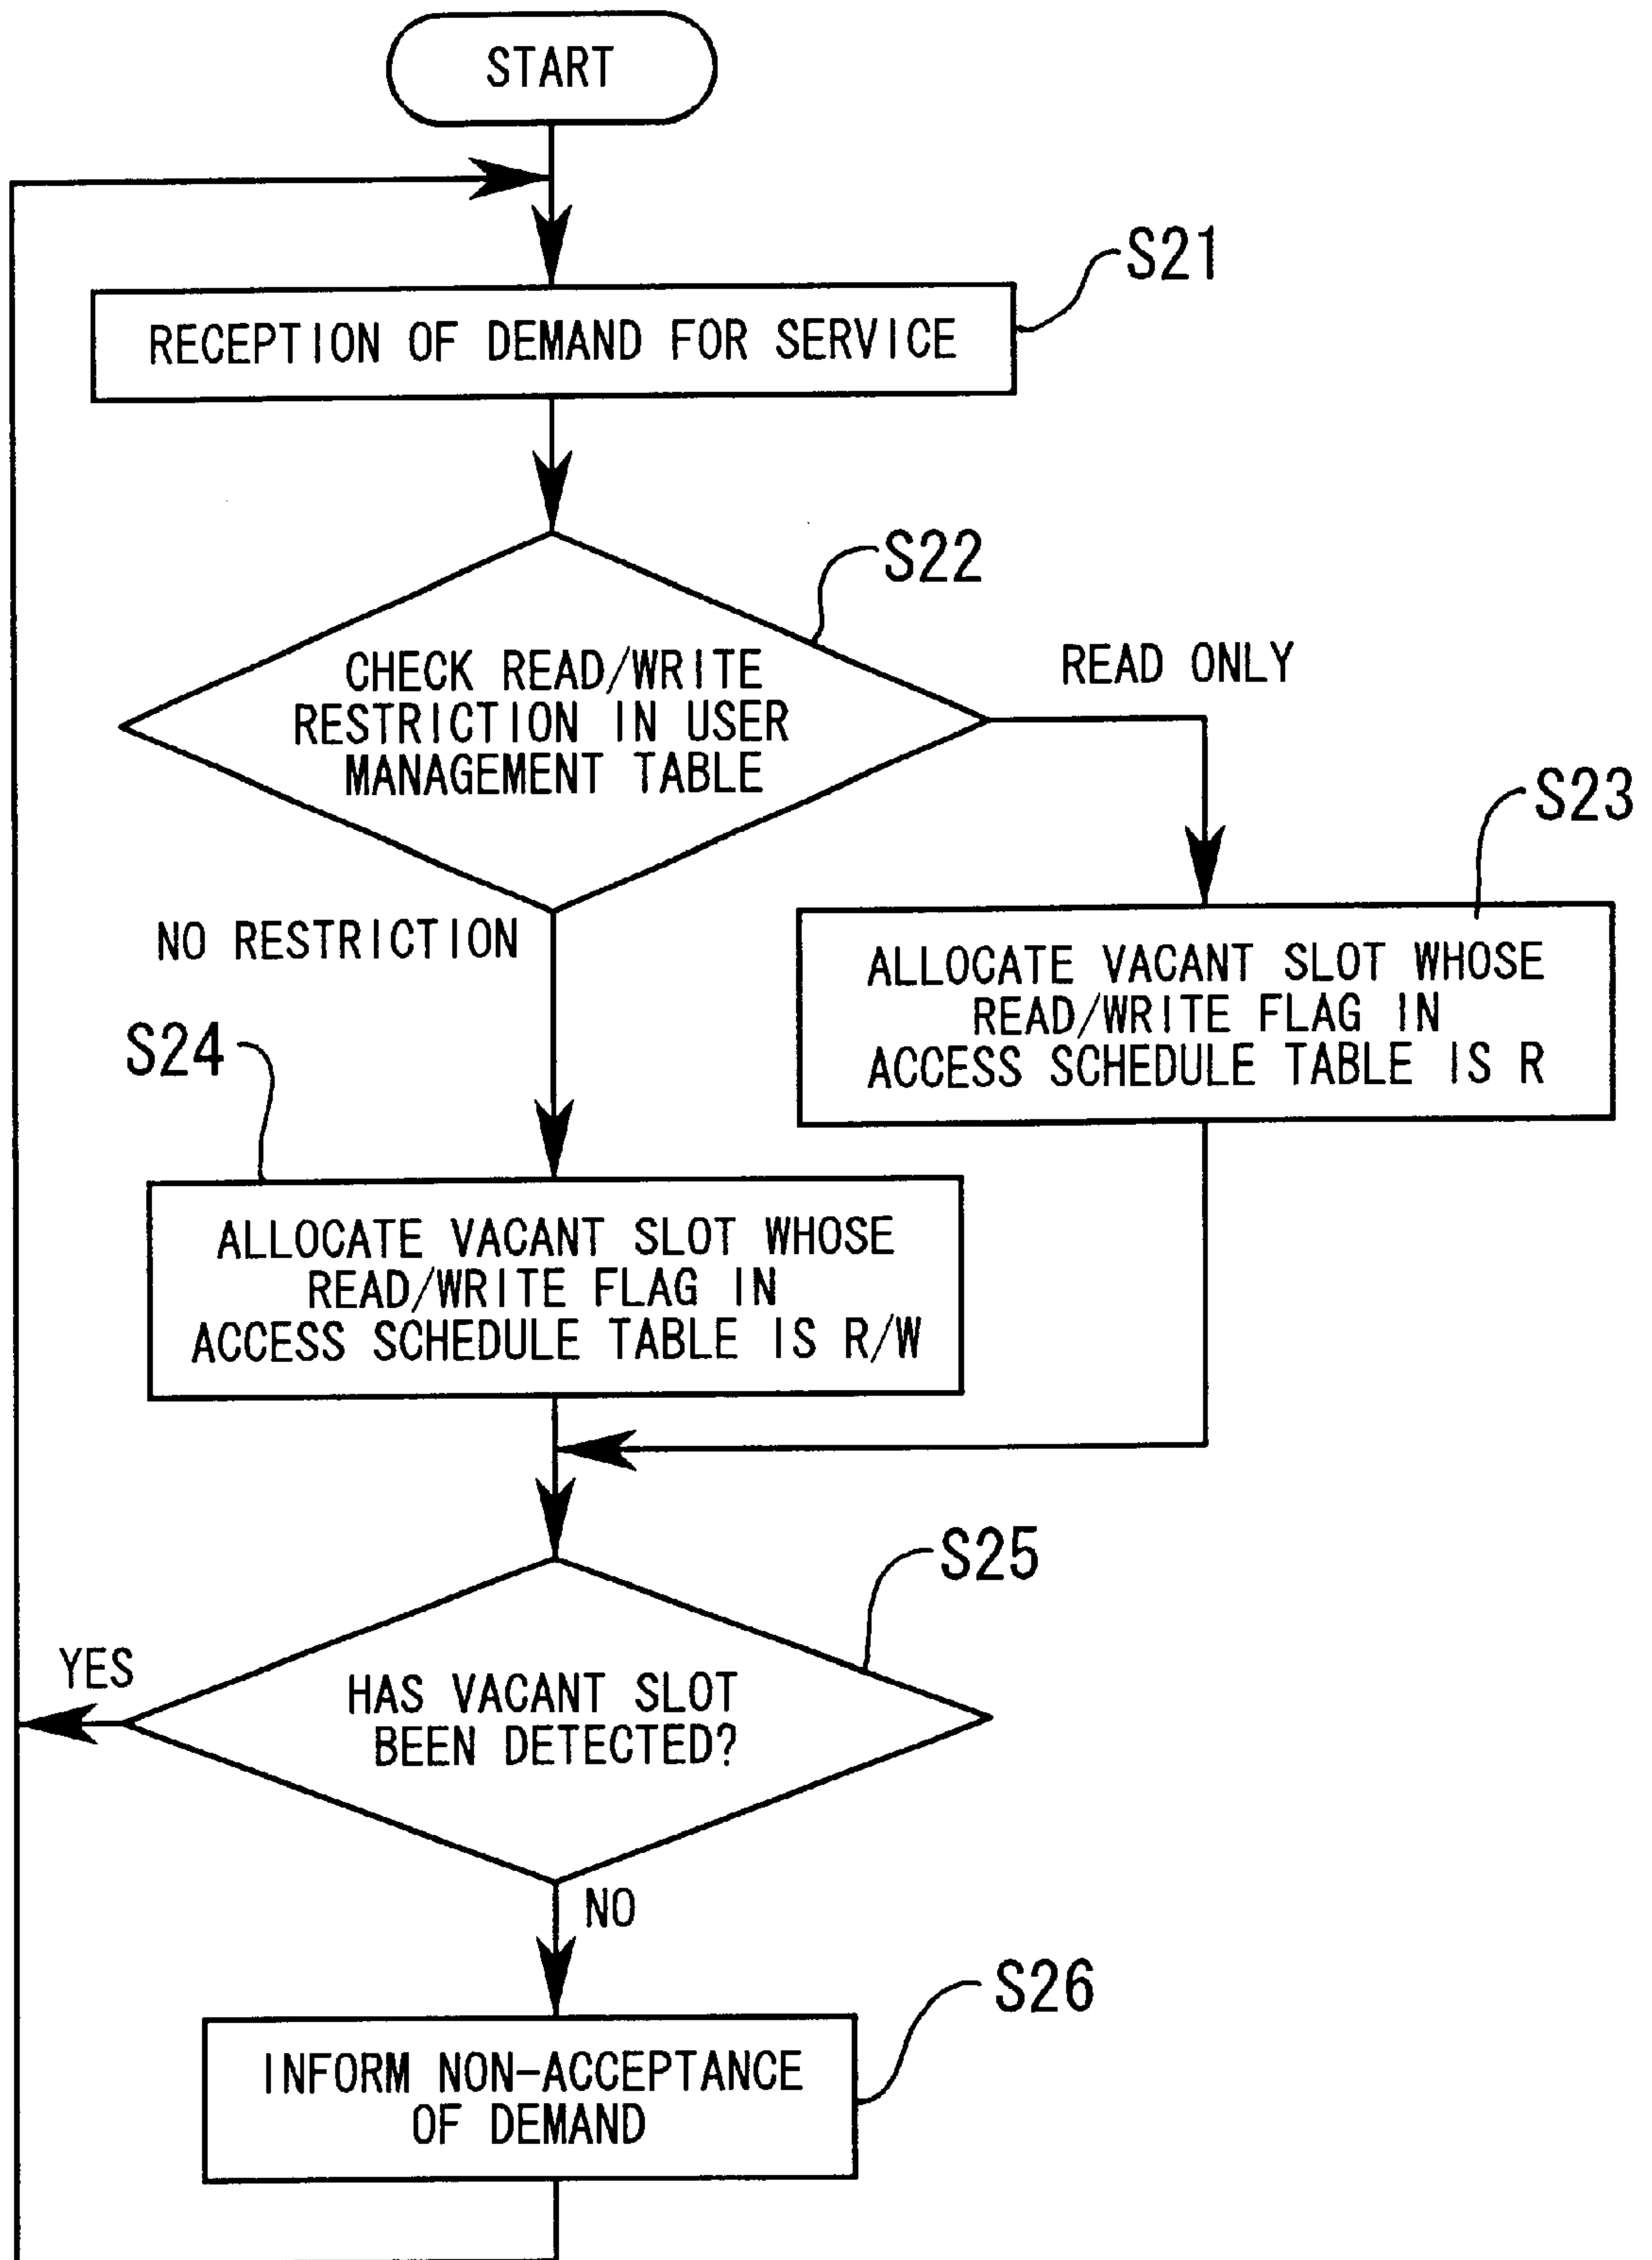 START
S21
RECEPTION OF DEMAND FOR SERVICE
S22
CHECK READ/WRITE
RESTRICTION IN USER
MANAGEMENT TABLE
READ ONLY
S23
NO RESTRICTION
ALLOCATE VACANT SLOT WHOSE
READ/WRITE FLAG IN
ACCESS SCHEDULE TABLE IS R
S24
ALLOCATE VACANT SLOT WHOSE
READ/WRITE FLAG IN
ACCESS SCHEDULE TABLE IS R/W
S25
YES
HAS VACANT SLOT
BEEN DETECTED?
NO
S26
INFORM NON-ACCEPTANCE
OF DEMAND